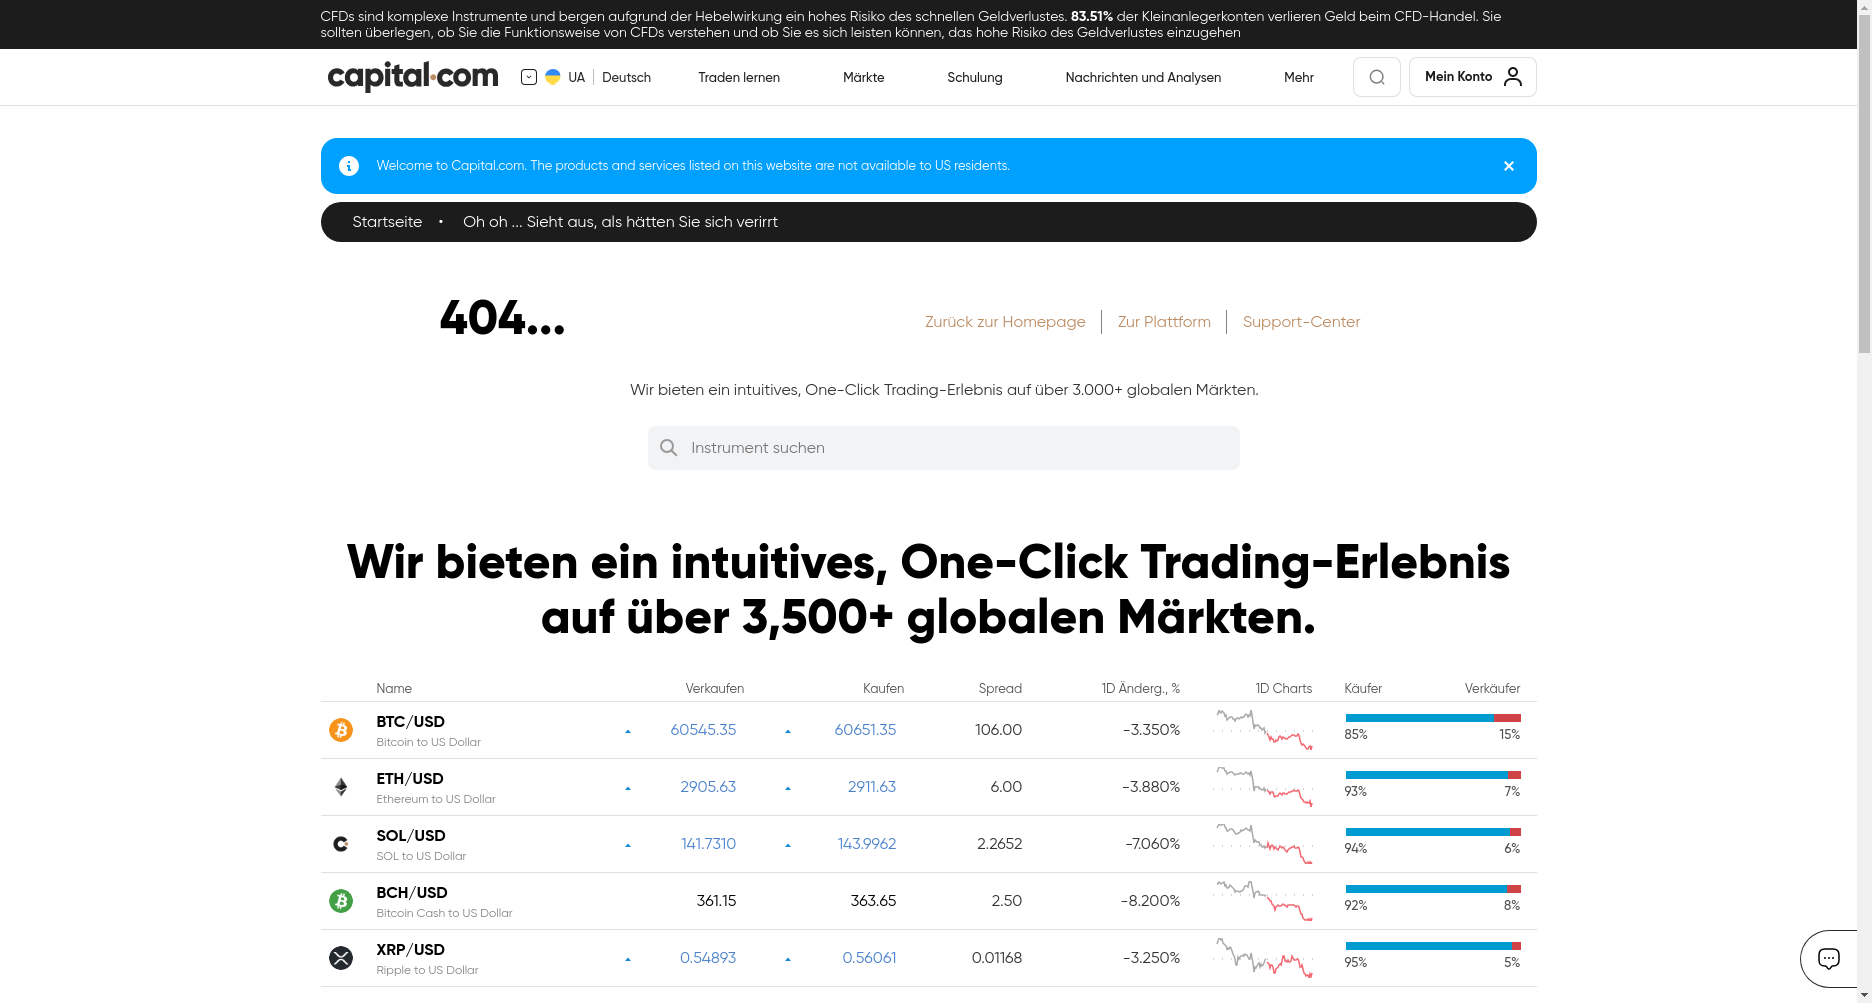 CFDs sind komplexe Instrumente und bergen aufgrund der Hebelwirkung ein hohes Risiko des schnellen Geldverlustes. 83.51% der Kleinanlegerkonten verlieren Geld beim CFD-Handel. Sie
sollten überlegen, ob Sie die Funktionsweise von CFDs verstehen und ob Sie es sich leisten können, das hohe Risiko des Geldverlustes einzugehen
capital.com UA Deutsch Traden lernen Märkte Schulung Nachrichten und Analysen Mehr Mein Konto
Welcome to Capital.com. The products and services listed on this website are not available to US residents.
Startseite • Oh oh ... Sieht aus, als hätten Sie sich verirrt
404... Zurück zur Homepage Zur Plattform Support-Center
Wir bieten ein intuitives, One-Click Trading-Erlebnis auf über 3.000+ globalen Märkten.
Instrument suchen
Wir bieten ein intuitives, One-Click Trading-Erlebnis
auf über 3,500+ globalen Märkten.
Name Verkaufen Kaufen Spread 1D Änderg., % 1D Charts Käufer Verkäufer
BTC/USD 60545.35 60651.35 106.00 -3.350% 85% 15%
Bitcoin to US Dollar
ETH/USD 2905.63 2911.63 6.00 -3.880% 93% 7%
Ethereum to US Dollar
SOL/USD 141.7310 143.9962 2.2652 -7.060% 94% 6%
SOL to US Dollar
BCH/USD 361.15 363.65 2.50 -8.200% 92% 8%
Bitcoin Cash to US Dollar
XRP/USD 0.54893 0.56061 0.01168 -3.250% 95% 5%
Ripple to US Dollar